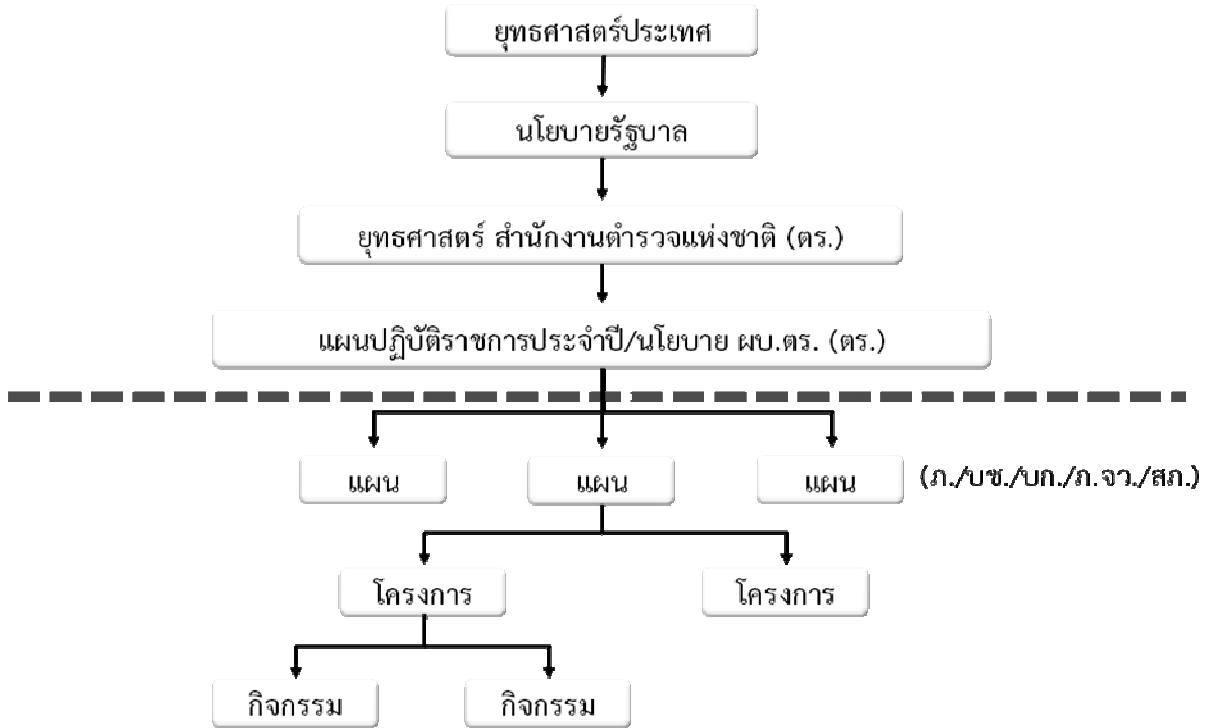 ยุทธศาสตร์ประเทศ
นโยบายรัฐบาล
ยุทธศาสตร์ สำนักงานตำรวจแห่งชาติ (ตร.)
แผนปฏิบัติราชการประจำปี/นโยบาย ผบ.ตร. (ตร.)
แผน แผน แผน (ภ./บช./บก./ภ.จว./สภ.)
โครงการ โครงการ
กิจกรรม กิจกรรม